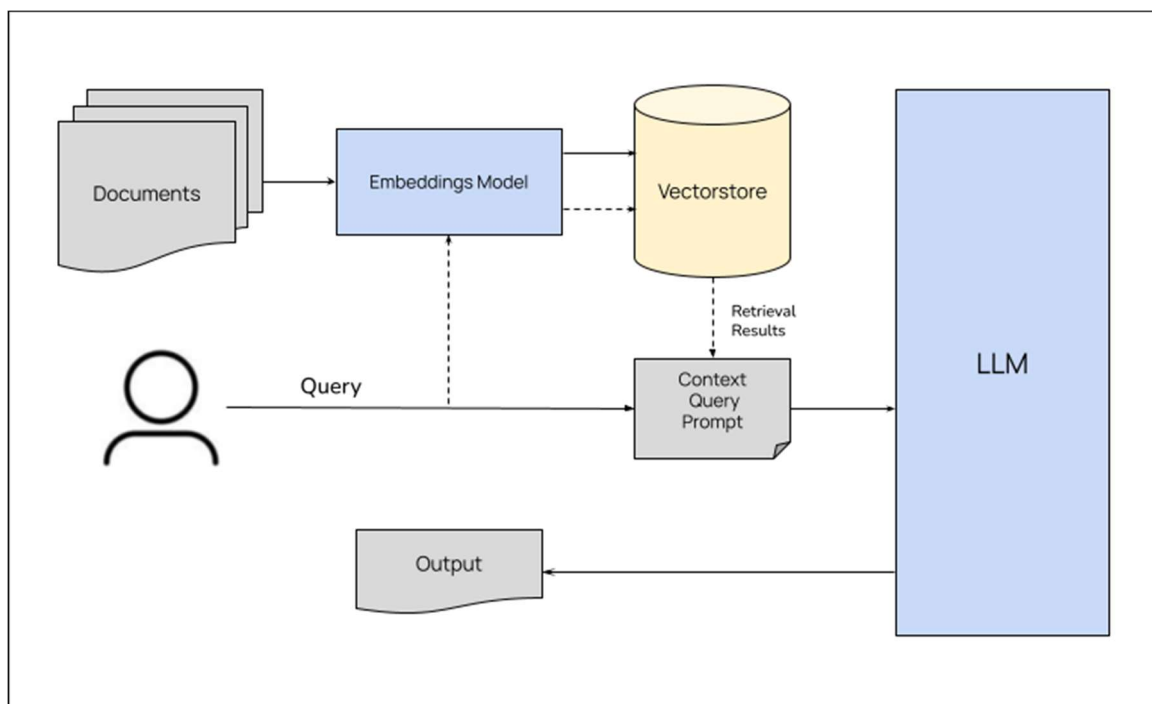 Documents
Embeddings Model
Vectorstore
Retrieval
Results
LLM
Query
Context
Query
Prompt
Output